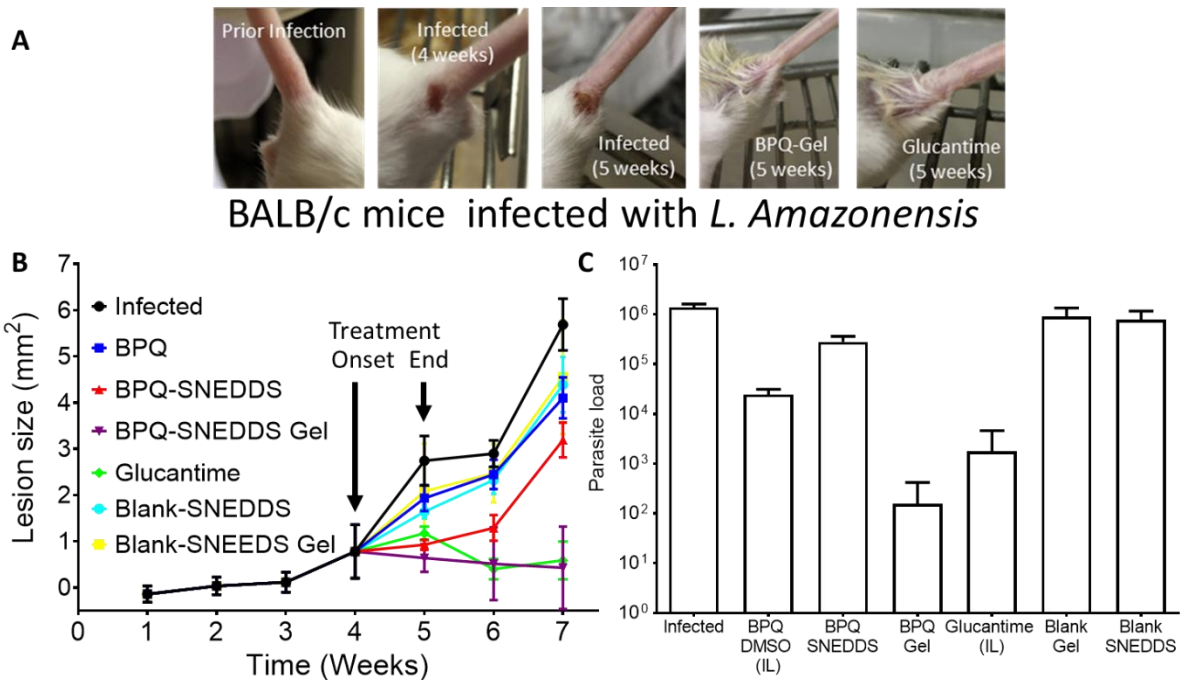 A
Prior Infection
Infected
(4 weeks)
Infected
(5 weeks)
BPQ-Gel
(5 weeks)
Glucantime
(5 weeks)
BALB/c mice infected with L. Amazonensis
B
7
6
5
4
3
2
1
0
Lesion size (mm²)
Infected
BPQ
BPQ-SNEDDS
BPQ-SNEDDS Gel
Glucantime
Blank-SNEDDS
Blank-SNEEDS Gel
Treatment
Onset End
0 1 2 3 4 5 6 7
Time (Weeks)
C
10⁷
10⁶
10⁵
10⁴
10³
10²
10¹
10⁰
Parasite load
Infected
BPQ
DMSO
(IL)
BPQ
SNEDDS
BPQ
Gel
Glucantime
(IL)
Blank
Gel
Blank
SNEDDS